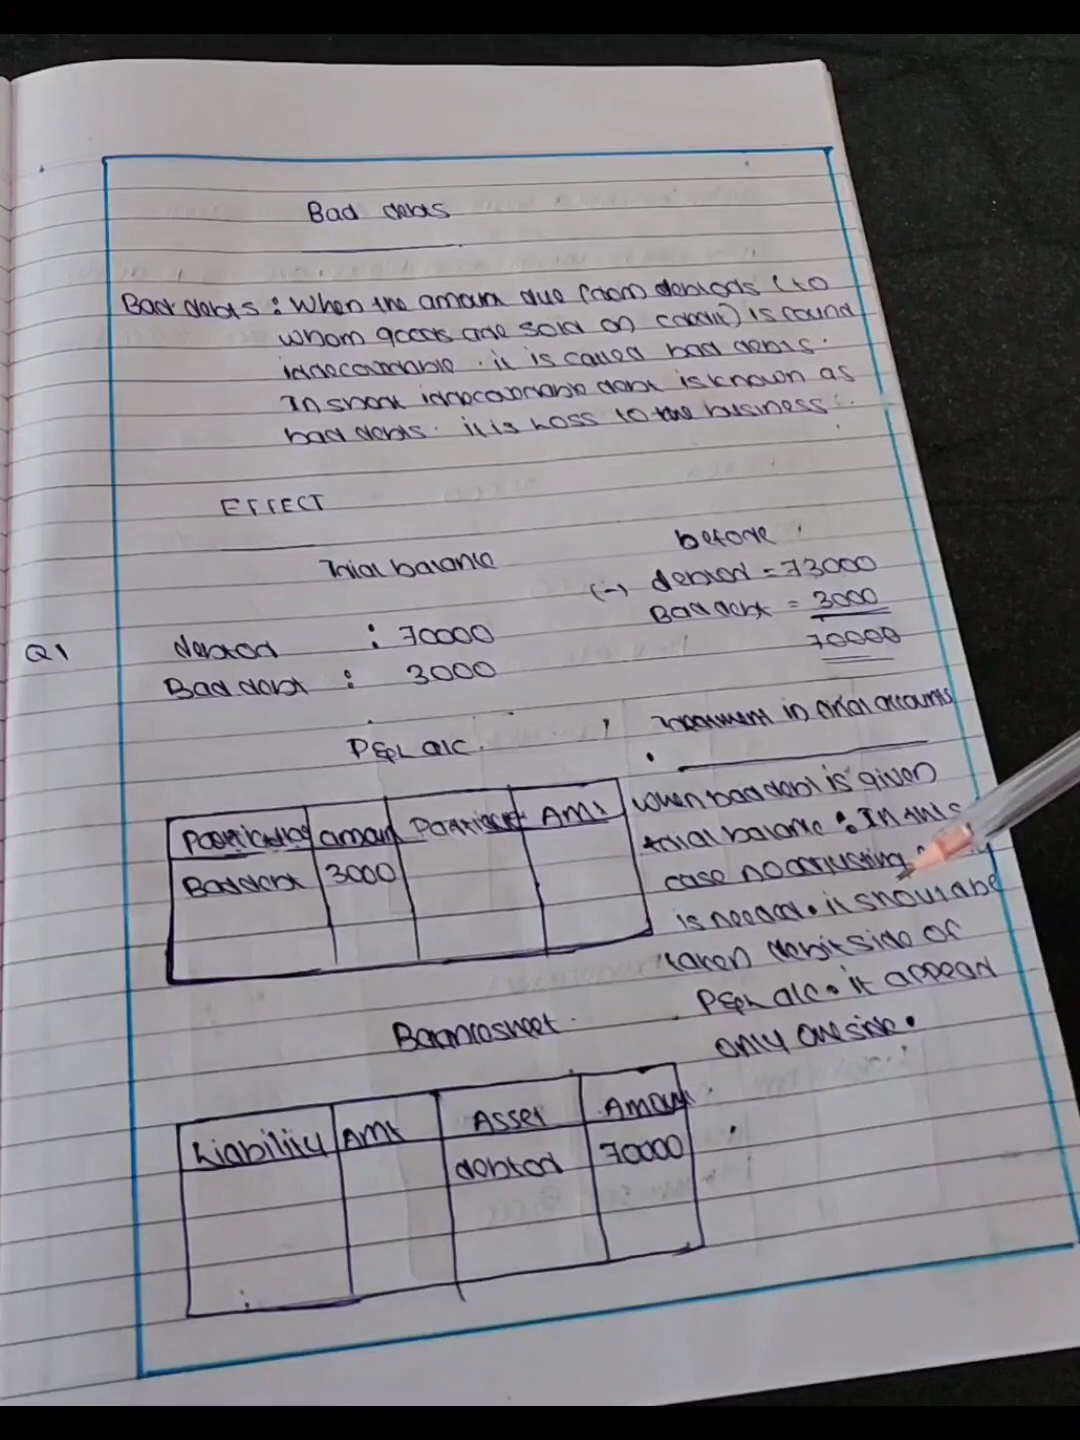 Bad debts
Bad debts : When the amount due from debtors (to
whom goods are sold on credit) is found
irrecoverable . it is called bad debts.
In short irrecoverable debt is known as
bad debts. it is Loss to the business.
EFFECT
Trial balance
before
(-) debtor = 73000
Bad debt = 3000
70000
Q1 debtor : 70000
Bad debt : 3000
Treatment in final accounts
P&L a/c.
When bad debt is given
trial balance : In this
case no adjusting
is needed. it should be
taken debit side of
P&L a/c. it appear
only one side.
Particular amount Particular Amt
Bad debt 3000
Liability Amt Asset Amount
debtor 70000